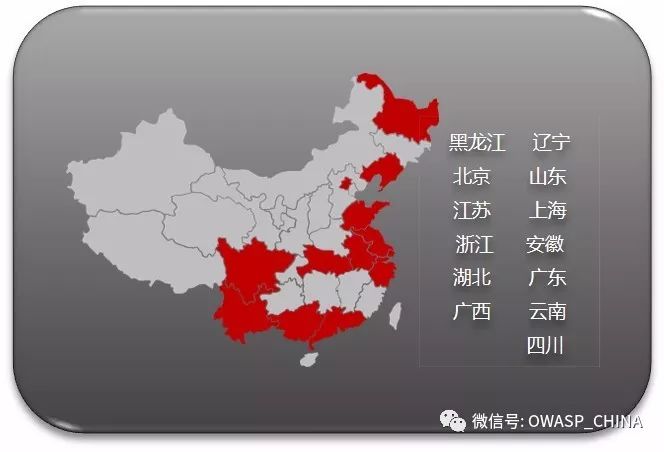 黑龙江 辽宁
北京 山东
江苏 上海
浙江 安徽
湖北 广东
广西 云南
四川
微信号: OWASP_CHINA